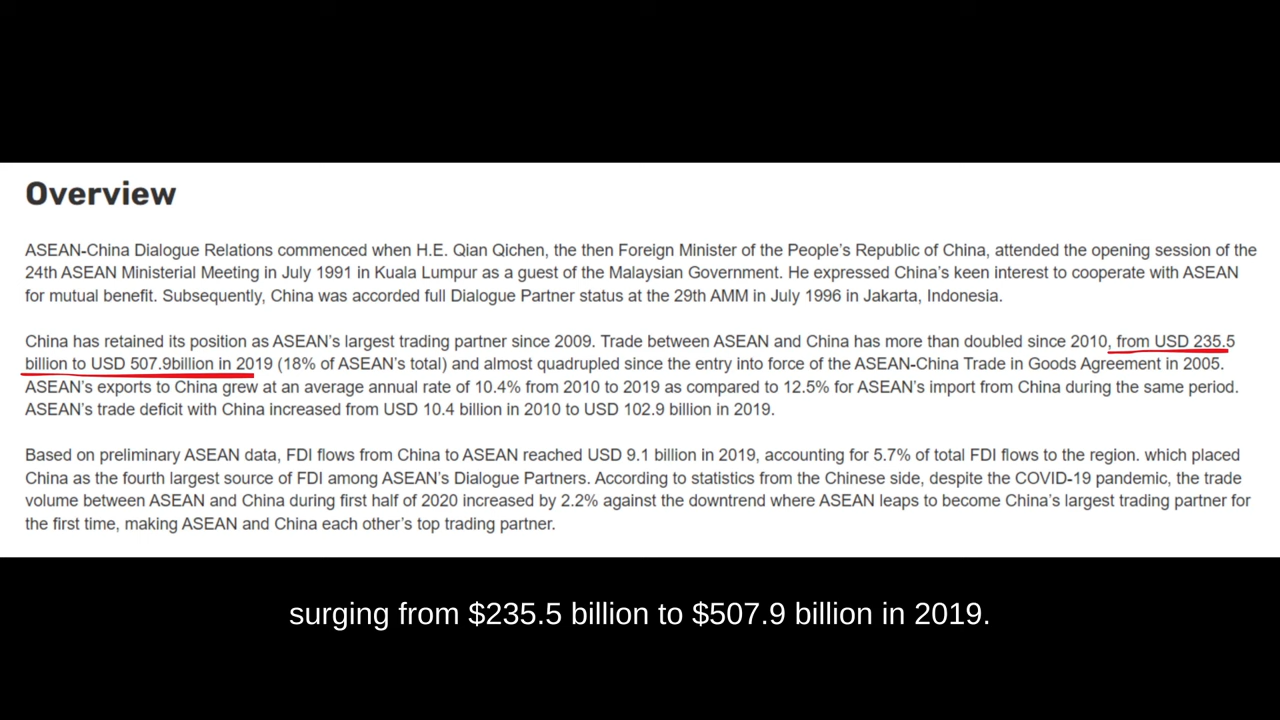 Overview
ASEAN-China Dialogue Relations commenced when H.E. Qian Qichen, the then Foreign Minister of the People’s Republic of China, attended the opening session of the
24th ASEAN Ministerial Meeting in July 1991 in Kuala Lumpur as a guest of the Malaysian Government. He expressed China’s keen interest to cooperate with ASEAN
for mutual benefit. Subsequently, China was accorded full Dialogue Partner status at the 29th AMM in July 1996 in Jakarta, Indonesia.
China has retained its position as ASEAN’s largest trading partner since 2009. Trade between ASEAN and China has more than doubled since 2010, from USD 235.5
billion to USD 507.9billion in 2019 (18% of ASEAN’s total) and almost quadrupled since the entry into force of the ASEAN-China Trade in Goods Agreement in 2005.
ASEAN’s exports to China grew at an average annual rate of 10.4% from 2010 to 2019 as compared to 12.5% for ASEAN’s import from China during the same period.
ASEAN’s trade deficit with China increased from USD 10.4 billion in 2010 to USD 102.9 billion in 2019.
Based on preliminary ASEAN data, FDI flows from China to ASEAN reached USD 9.1 billion in 2019, accounting for 5.7% of total FDI flows to the region. which placed
China as the fourth largest source of FDI among ASEAN’s Dialogue Partners. According to statistics from the Chinese side, despite the COVID-19 pandemic, the trade
volume between ASEAN and China during first half of 2020 increased by 2.2% against the downtrend where ASEAN leaps to become China’s largest trading partner for
the first time, making ASEAN and China each other’s top trading partner.
surging from $235.5 billion to $507.9 billion in 2019.